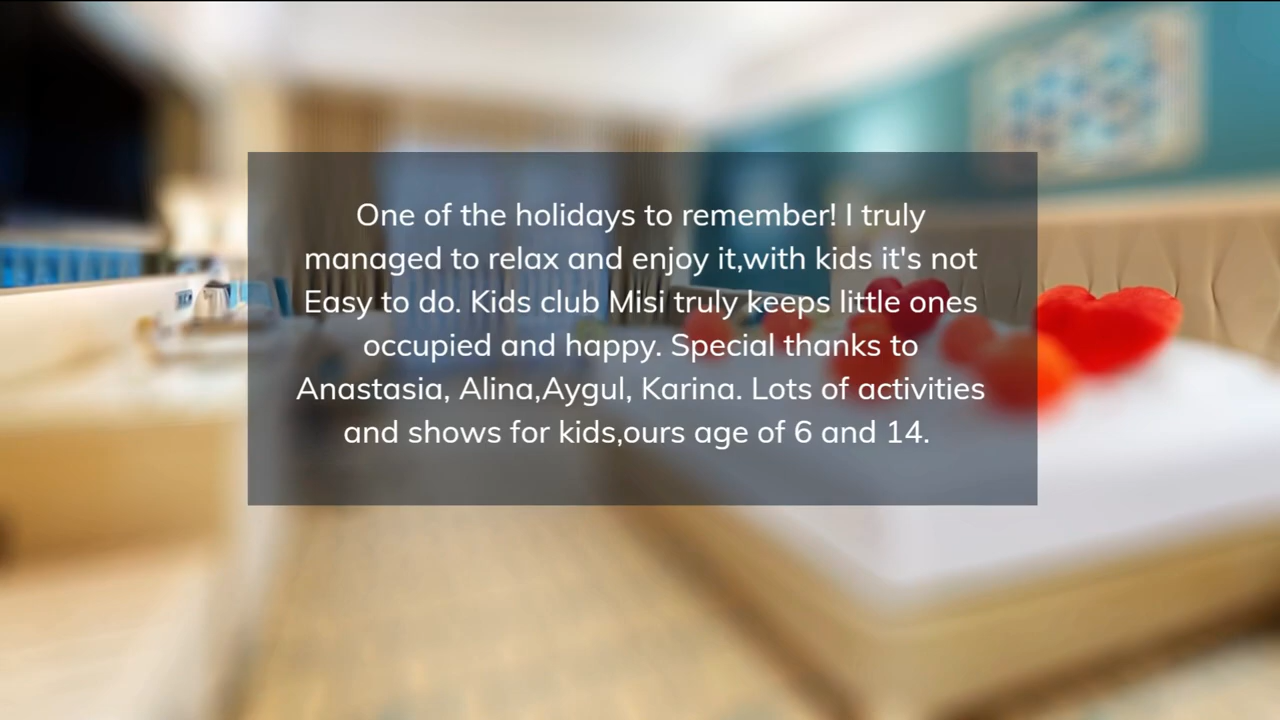 One of the holidays to remember! I truly
managed to relax and enjoy it,with kids it's not
Easy to do. Kids club Misi truly keeps little ones
occupied and happy. Special thanks to
Anastasia, Alina,Aygul, Karina. Lots of activities
and shows for kids,ours age of 6 and 14.